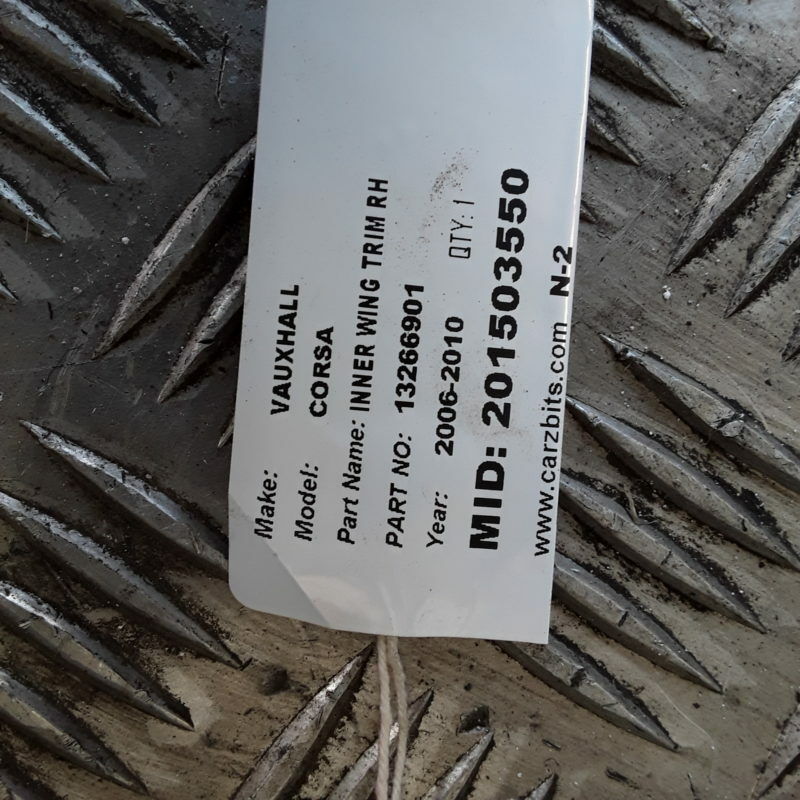 Make: VAUXHALL
Model: CORSA
Part Name: INNER WING TRIM RH
PART NO: 13266901
Year: 2006-2010 QTY: 1
MID: 201503550
www.carzbits.com N-2